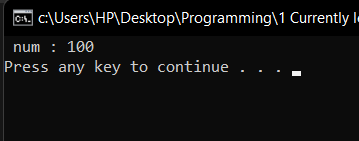 c:\Users\HP\Desktop\Programming\1 Currently
num : 100
Press any key to continue . . .